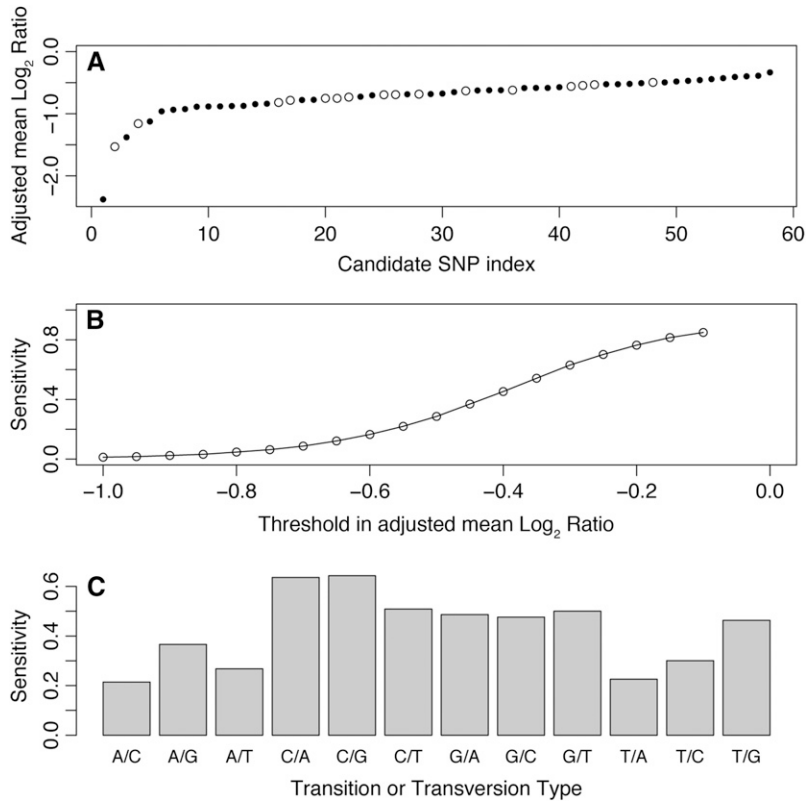 A
Adjusted mean Log2 Ratio
0.0
−1.0
−2.0
0 10 20 30 40 50 60
Candidate SNP index
B
Sensitivity
0.8
0.4
0.0
−1.0 −0.8 −0.6 −0.4 −0.2 0.0
Threshold in adjusted mean Log2 Ratio
C
Sensitivity
0.6
0.4
0.2
0.0
A/C A/G A/T C/A C/G C/T G/A G/C G/T T/A T/C T/G
Transition or Transversion Type